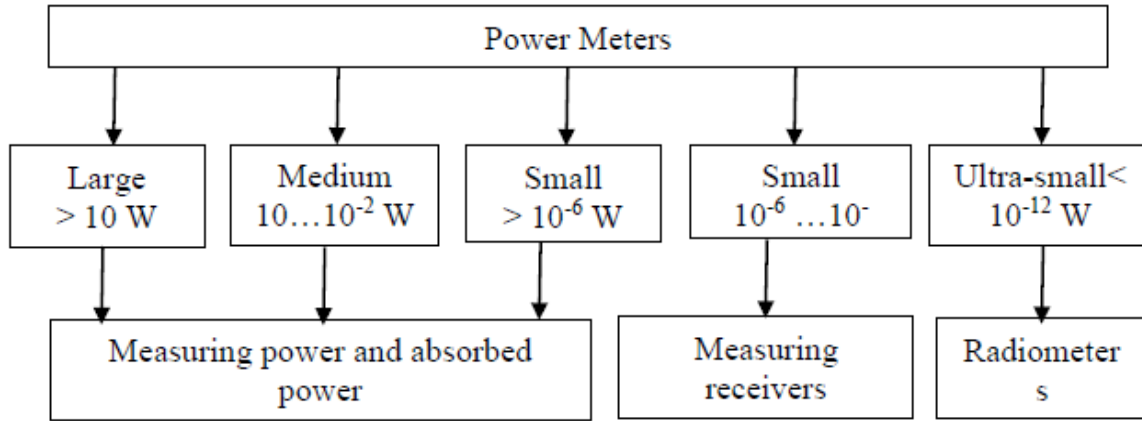 Power Meters
Large
> 10 W
Medium
10…10⁻² W
Small
> 10⁻⁶ W
Small
10⁻⁶ …10⁻
Ultra-small<
10⁻¹² W
Measuring power and absorbed
power
Measuring
receivers
Radiometer
s